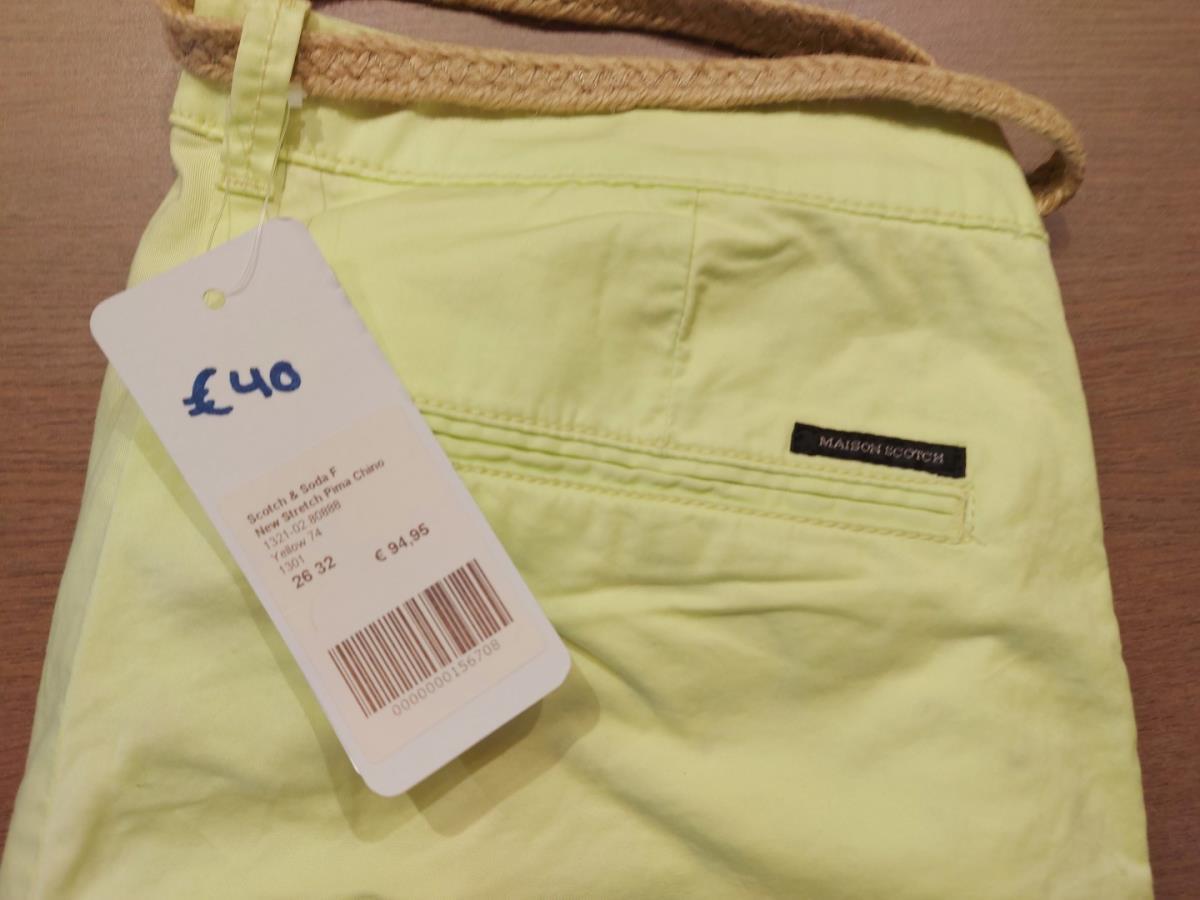 £40
Scotch & Soda F
New Stretch Pima Chino
1321-02.80888
Yellow 74
1301
26 32 € 94,95
0000000156708
MAISON SCOTCH